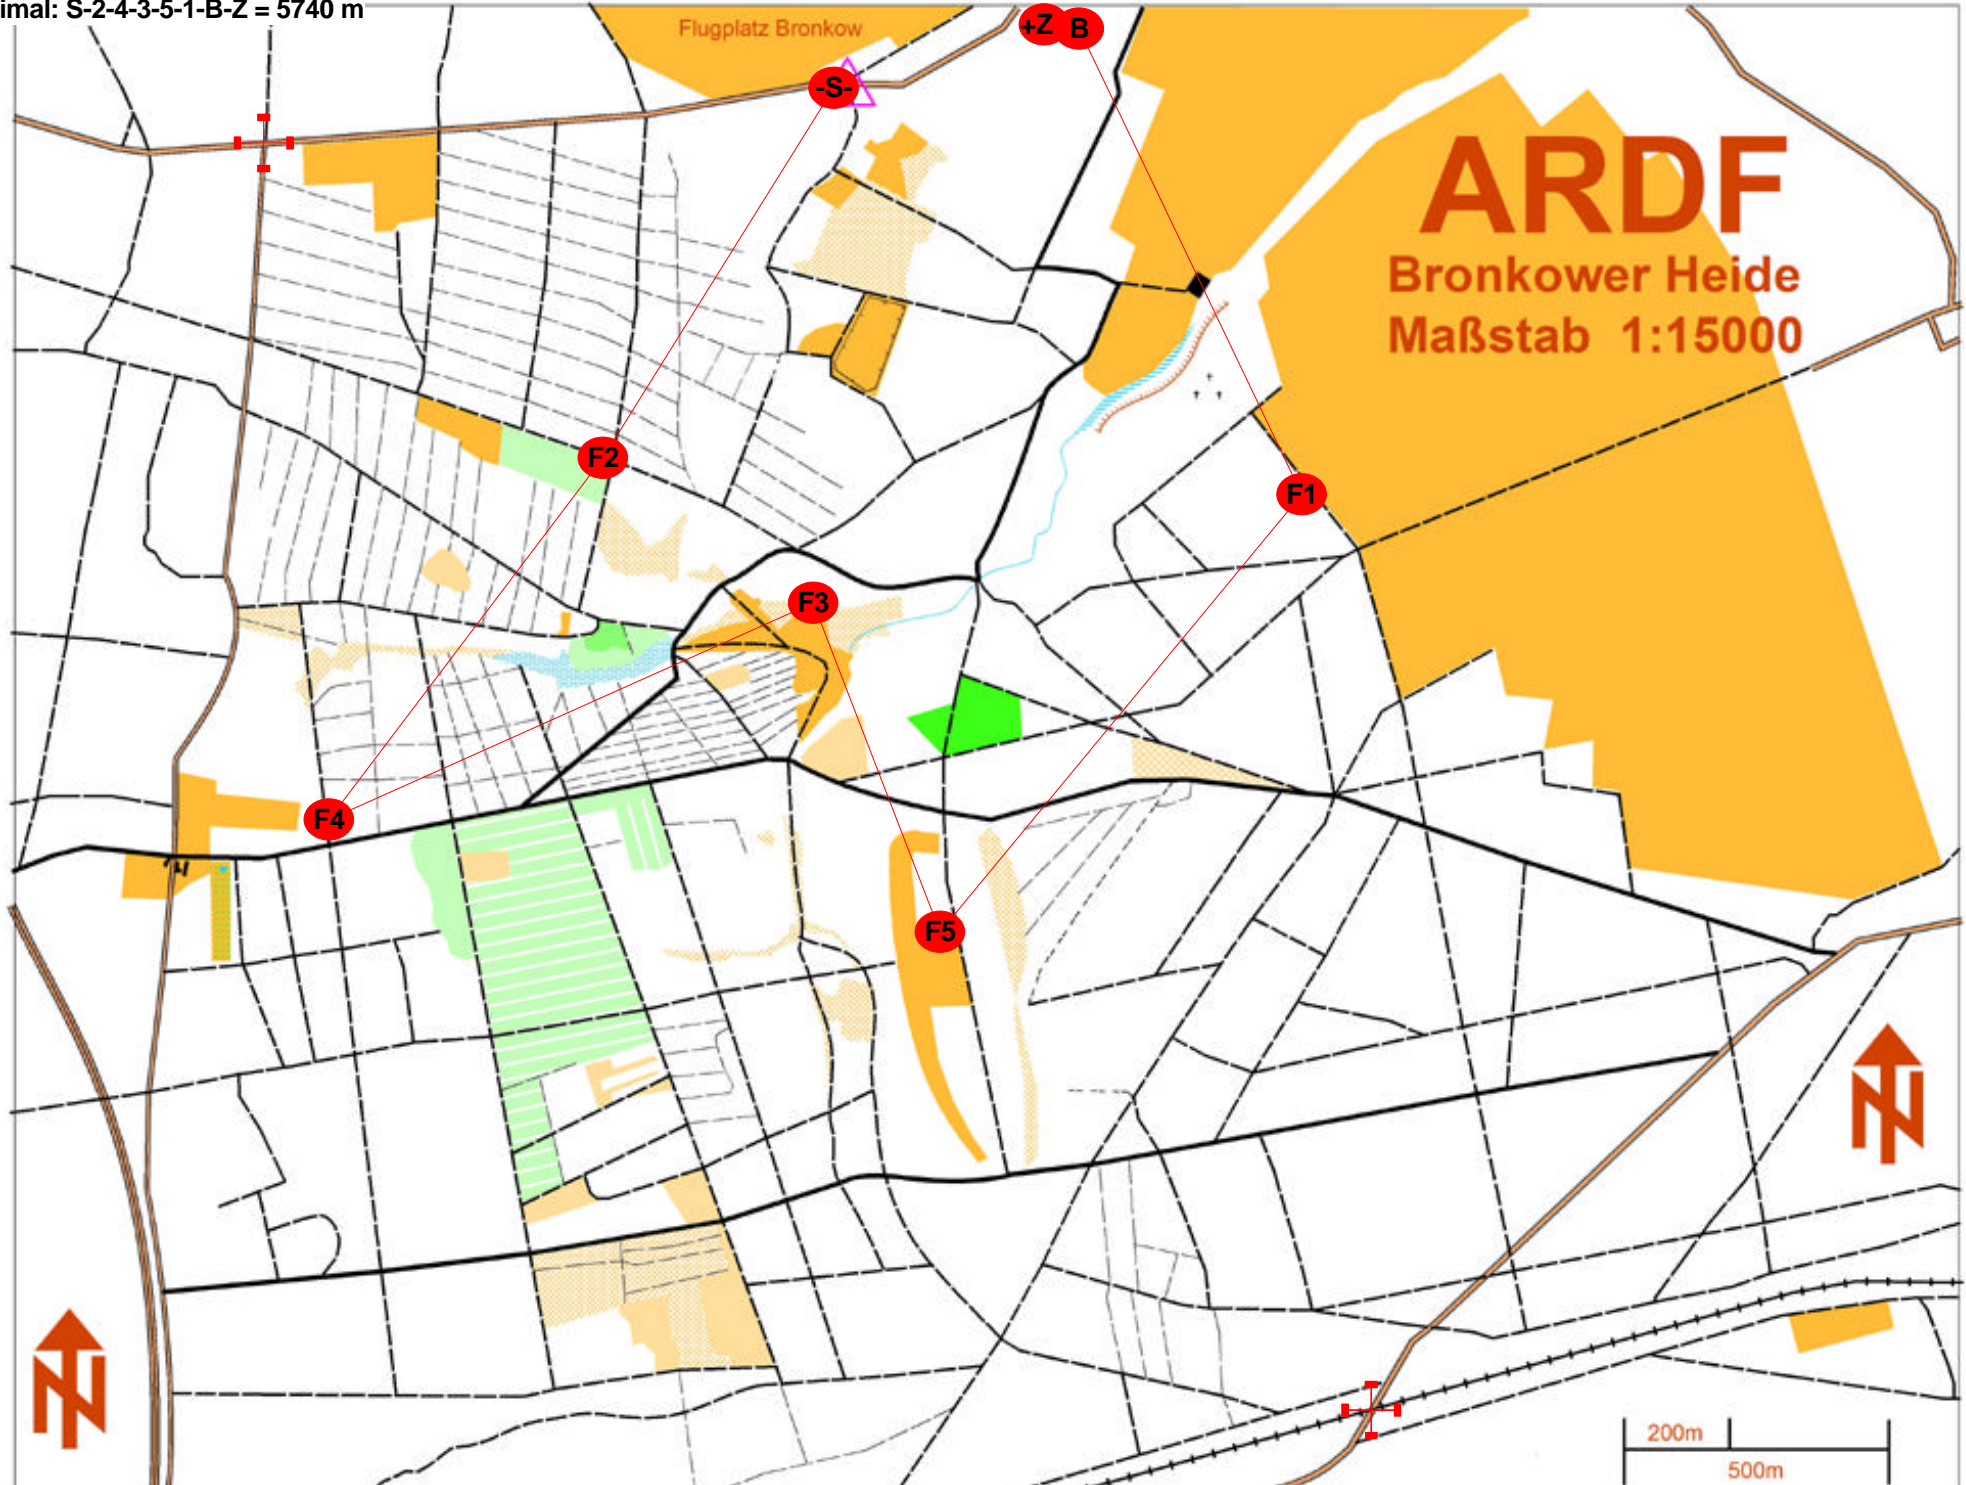 imal: S-2-4-3-5-1-B-Z = 5740 m
Flugplatz Bronkow
+Z B
-S-
ARDF
Bronkower Heide
Maßstab 1:15000
F2
F1
F3
F4
F5
N
N
200m
500m